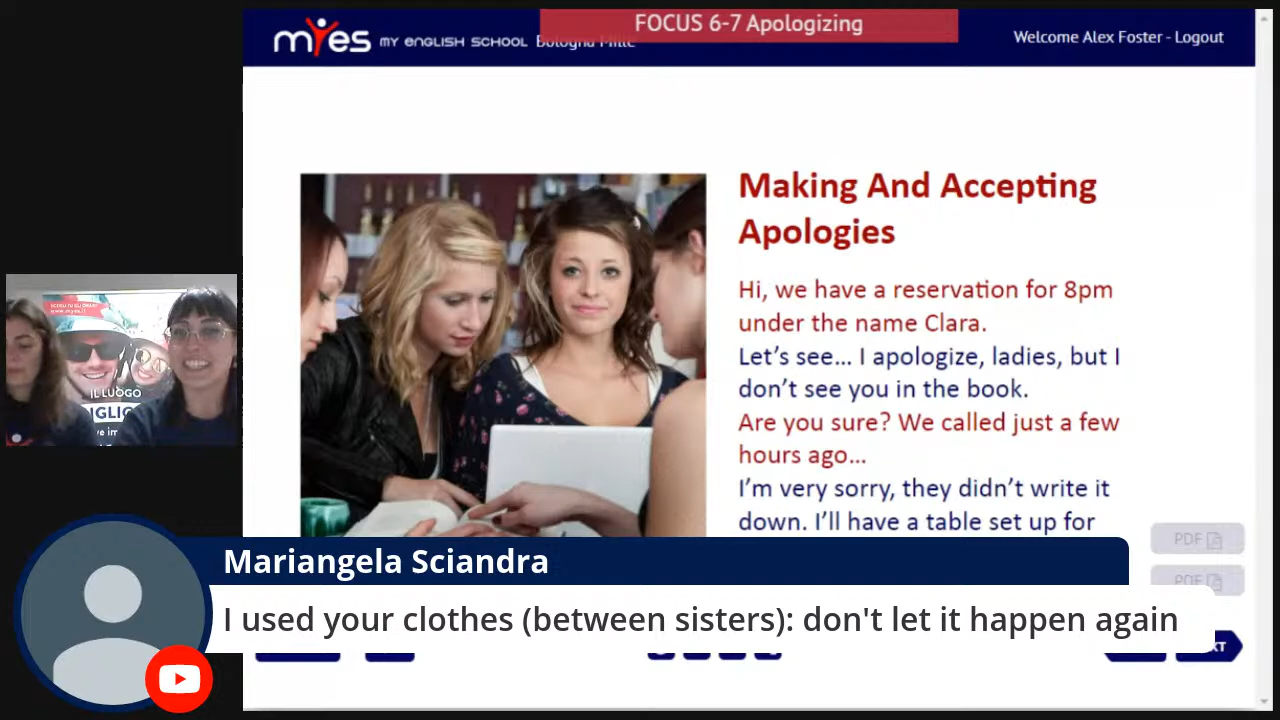 FOCUS 6-7 Apologizing
myes MY ENGLISH SCHOOL Bologna Mille
Welcome Alex Foster - Logout
Making And Accepting
Apologies
Hi, we have a reservation for 8pm
under the name Clara.
Let's see... I apologize, ladies, but I
don't see you in the book.
Are you sure? We called just a few
hours ago...
I'm very sorry, they didn't write it
down. I'll have a table set up for
IL LUOGO
PDF
PDF
Mariangela Sciandra
I used your clothes (between sisters): don't let it happen again